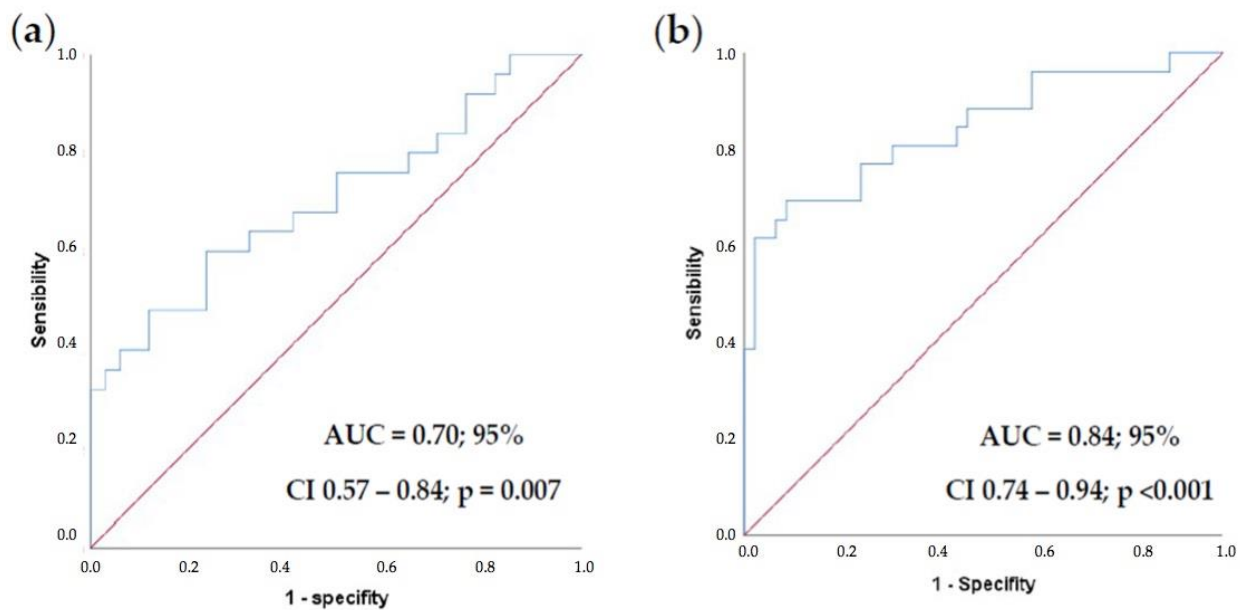 (a)
1.0
0.8
0.6
0.4
0.2
0.0
Sensibility
AUC = 0.70; 95%
CI 0.57 – 0.84; p = 0.007
0.0 0.2 0.4 0.6 0.8 1.0
1 - specifity
(b)
1.0
0.8
0.6
0.4
0.2
0.0
Sensibility
AUC = 0.84; 95%
CI 0.74 – 0.94; p <0.001
0.0 0.2 0.4 0.6 0.8 1.0
1 - Specifity